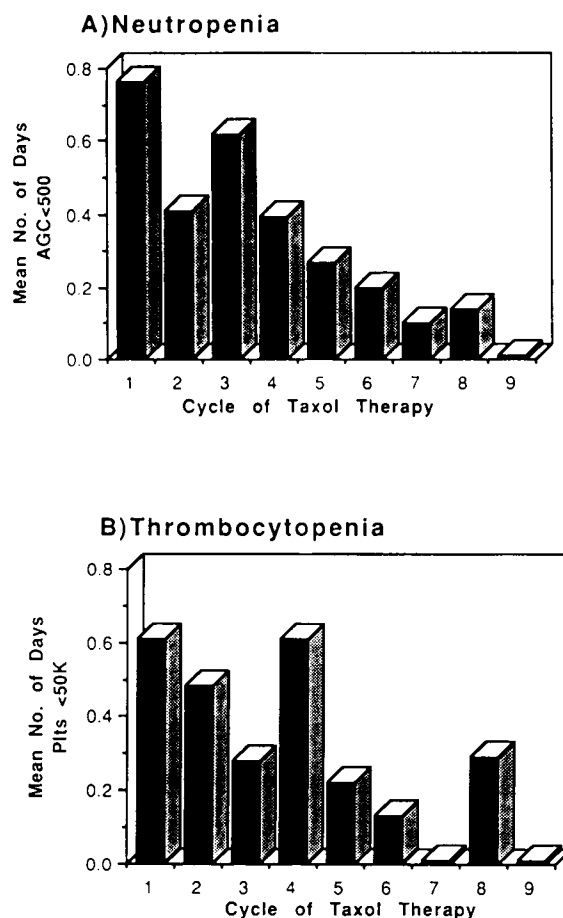 A)Neutropenia
0.8
0.6
0.4
0.2
0.0
Mean No. of Days
AGC<500
1 2 3 4 5 6 7 8 9
Cycle of Taxol Therapy
B)Thrombocytopenia
0.8
0.6
0.4
0.2
0.0
Mean No. of Days
Plts <50K
1 2 3 4 5 6 7 8 9
Cycle of Taxol Therapy